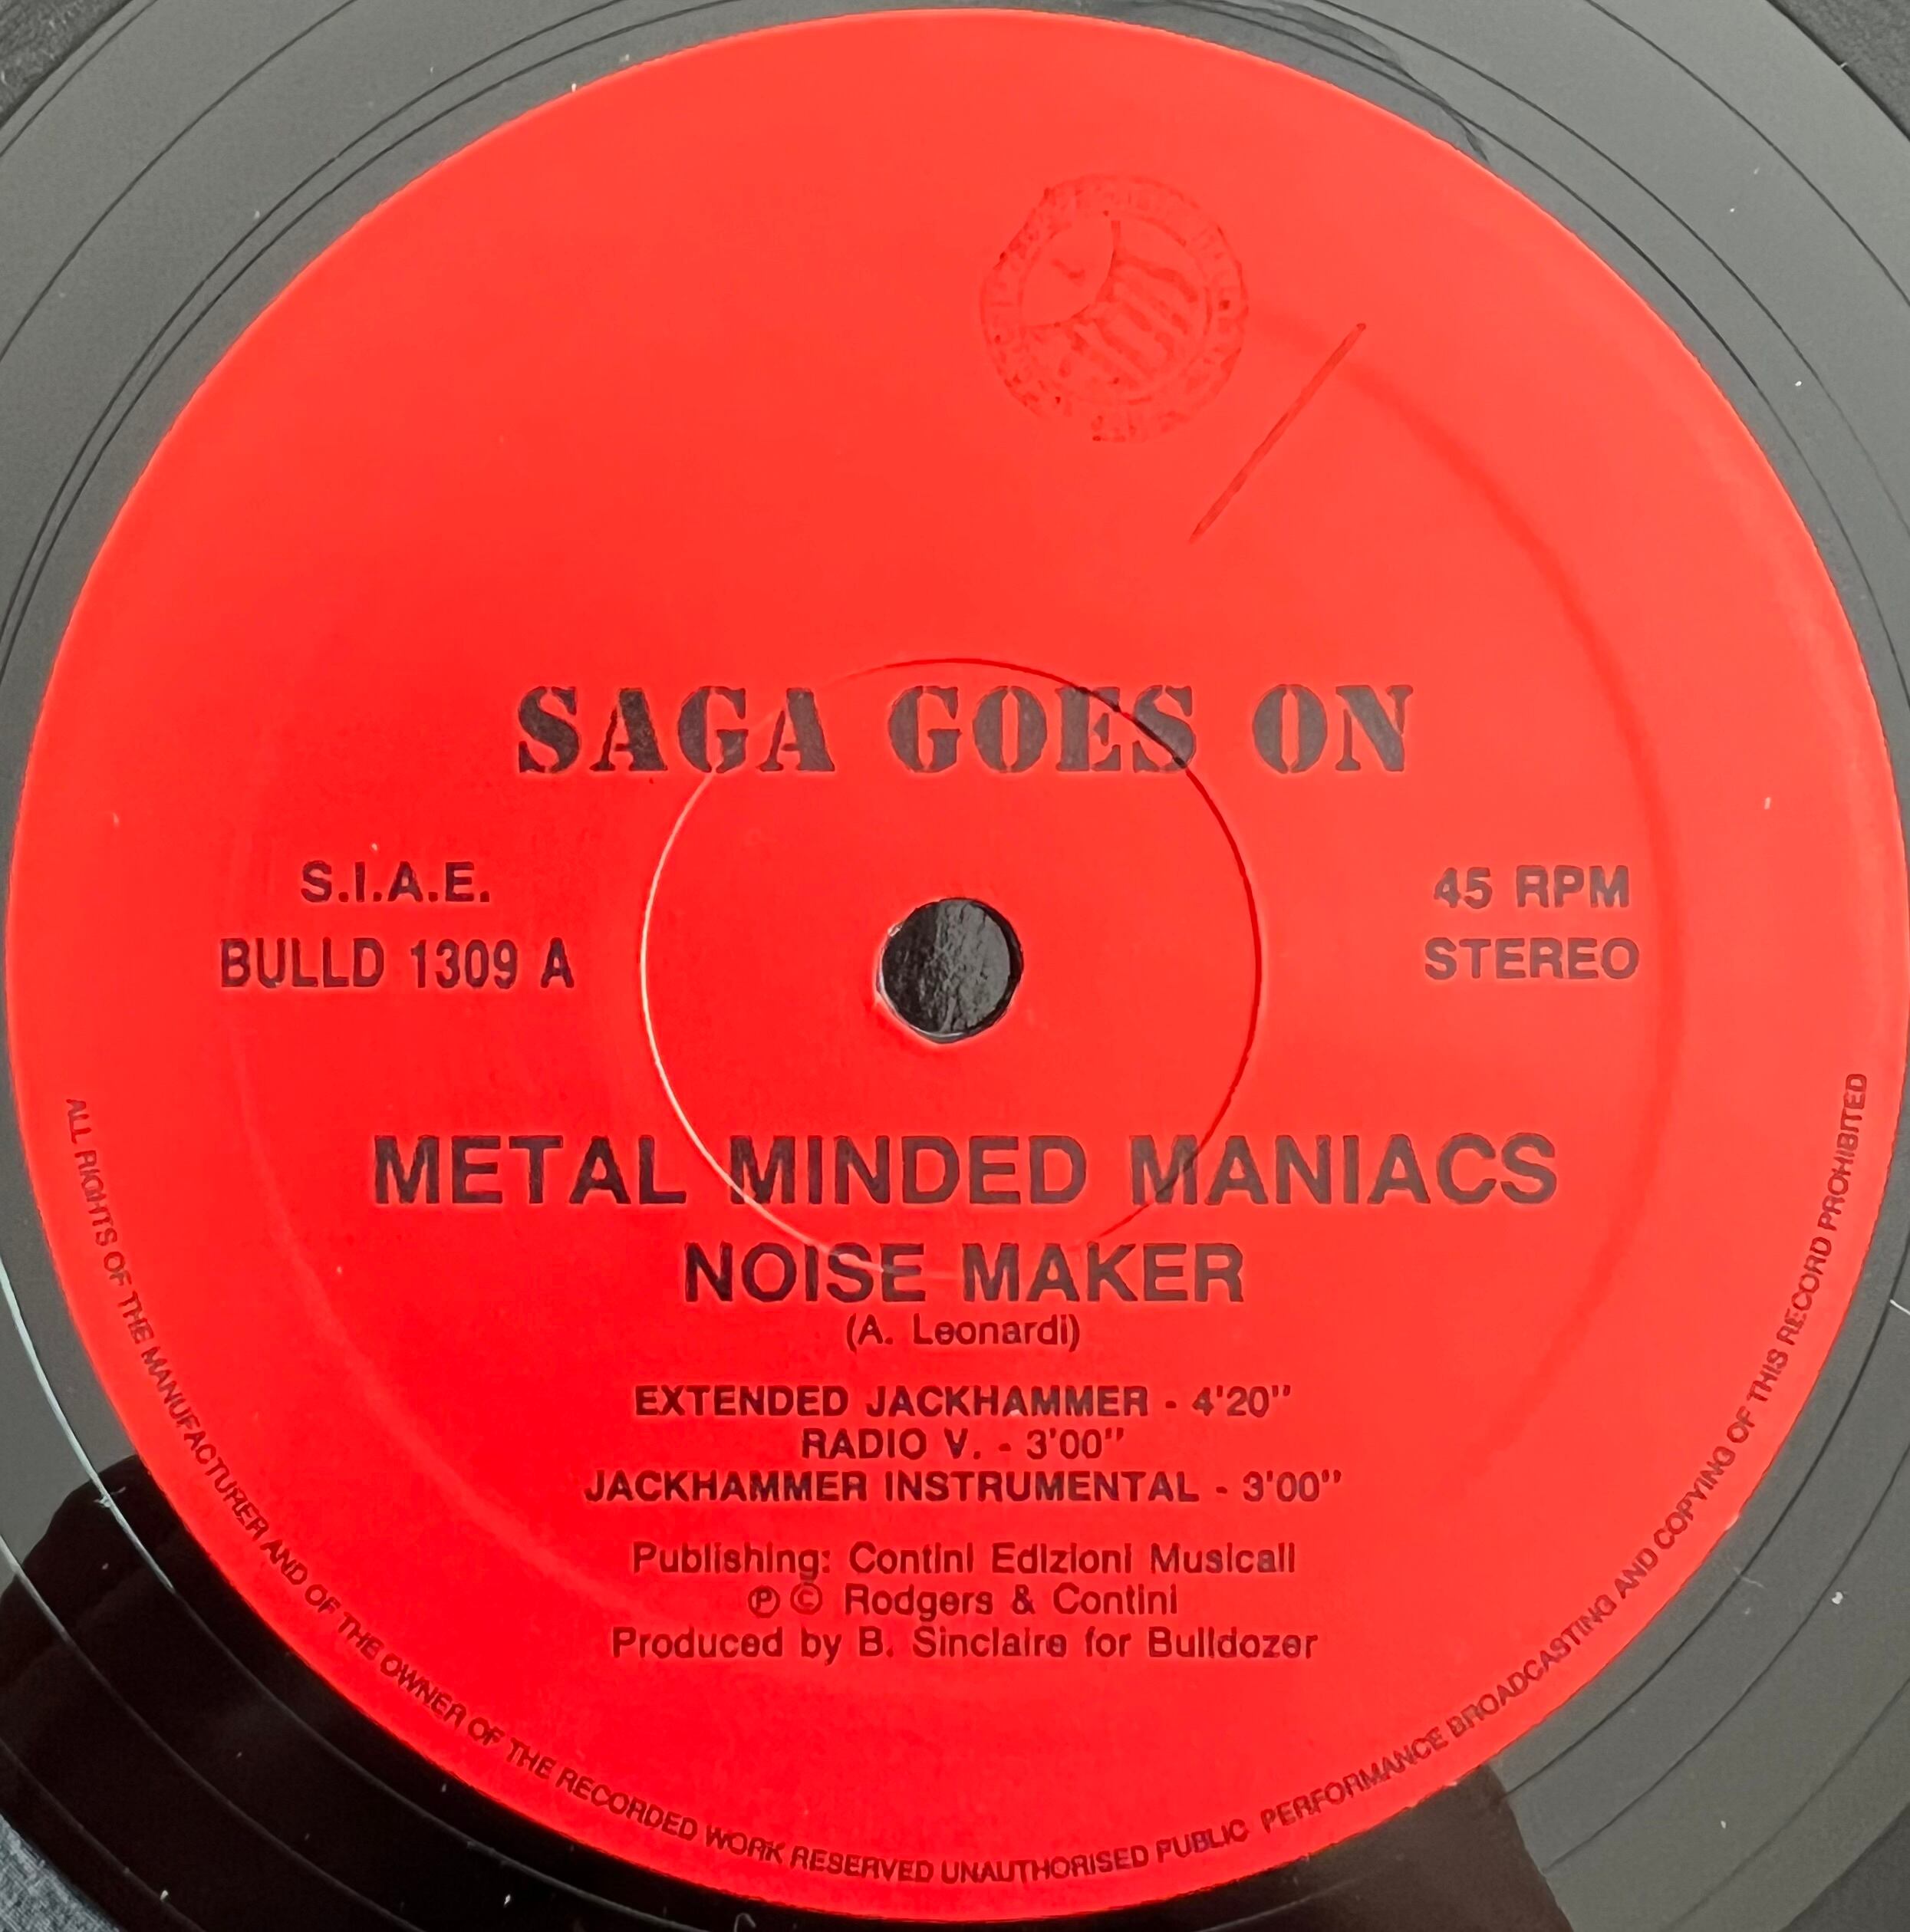 SAGA GOES ON
S.I.A.E.
BULLD 1309 A
45 RPM
STEREO
METAL MINDED MANIACS
NOISE MAKER
(A. Leonardi)
EXTENDED JACKHAMMER - 4'20"
RADIO V. - 3'00"
JACKHAMMER INSTRUMENTAL - 3'00"
Publishing: Contini Edizioni Musicali
℗ © Rodgers & Contini
Produced by B. Sinclaire for Bulldozer
ALL RIGHTS OF THE MANUFACTURER AND OF THE OWNER OF THE RECORDED WORK RESERVED UNAUTHORISED PUBLIC PERFORMANCE BROADCASTING AND COPYING OF THIS RECORD PROHIBITED